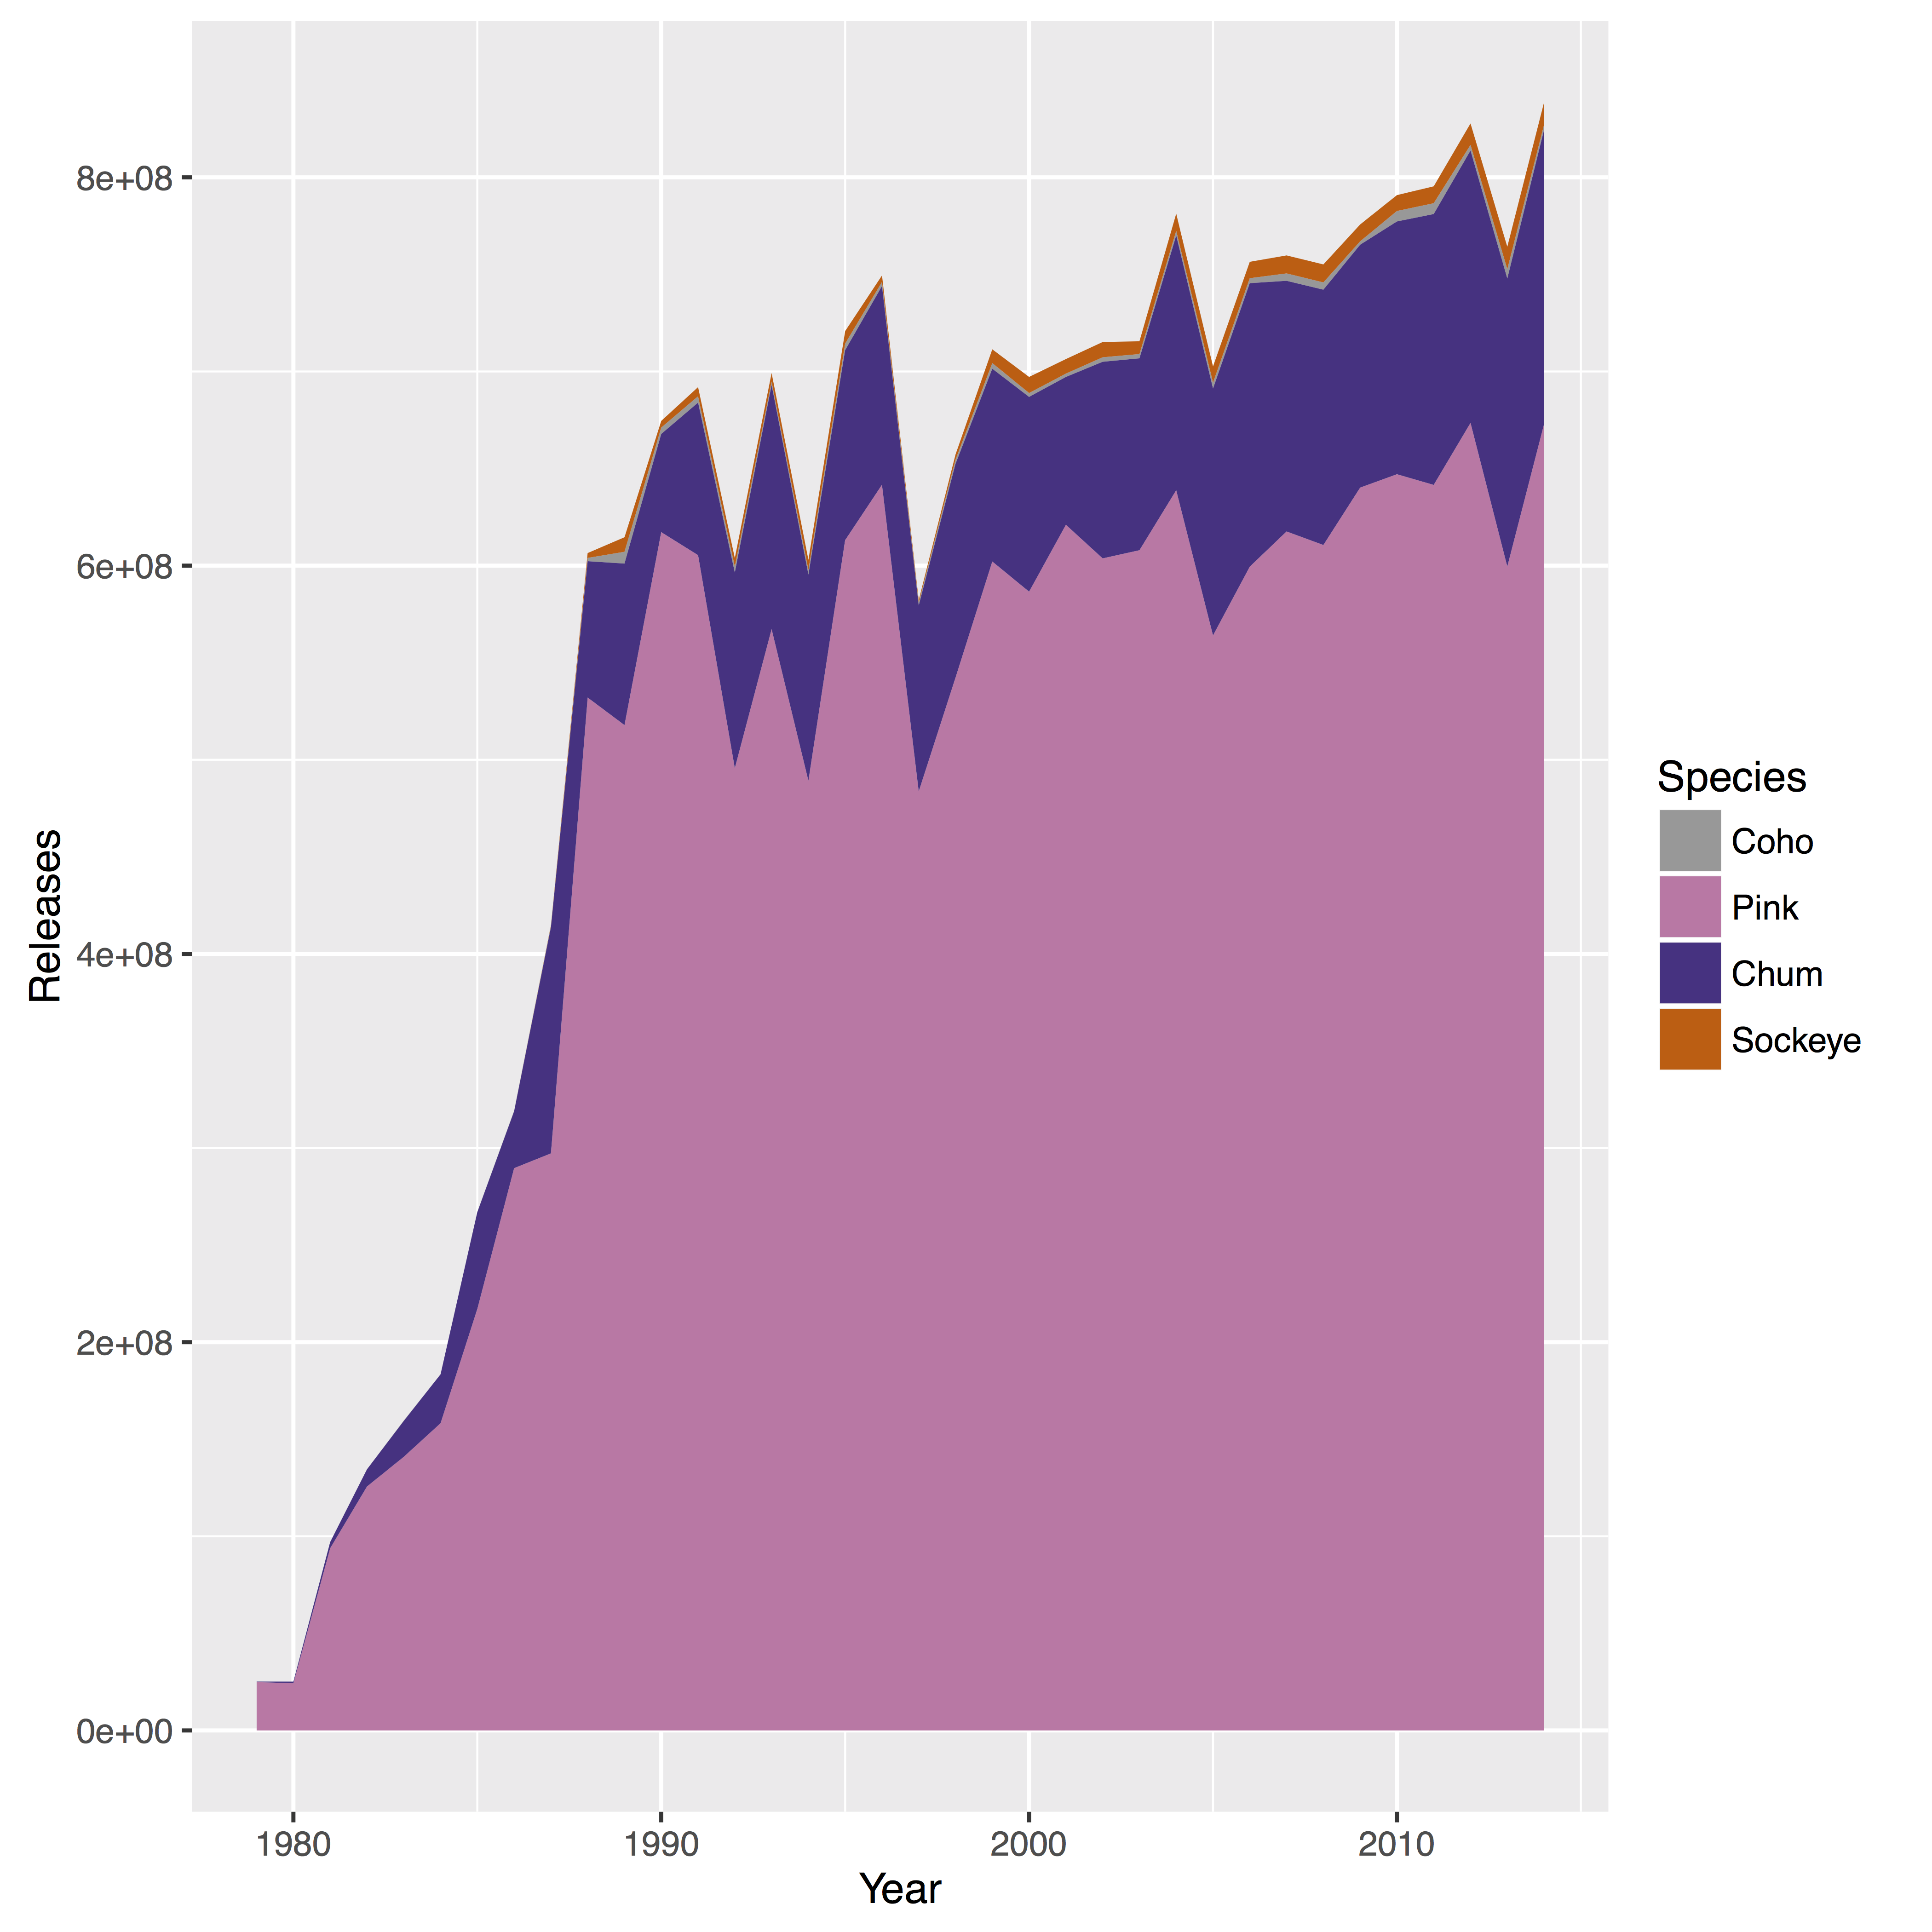 8e+08
6e+08
4e+08
2e+08
0e+00
Releases
1980 1990 2000 2010
Year
Species
Coho
Pink
Chum
Sockeye